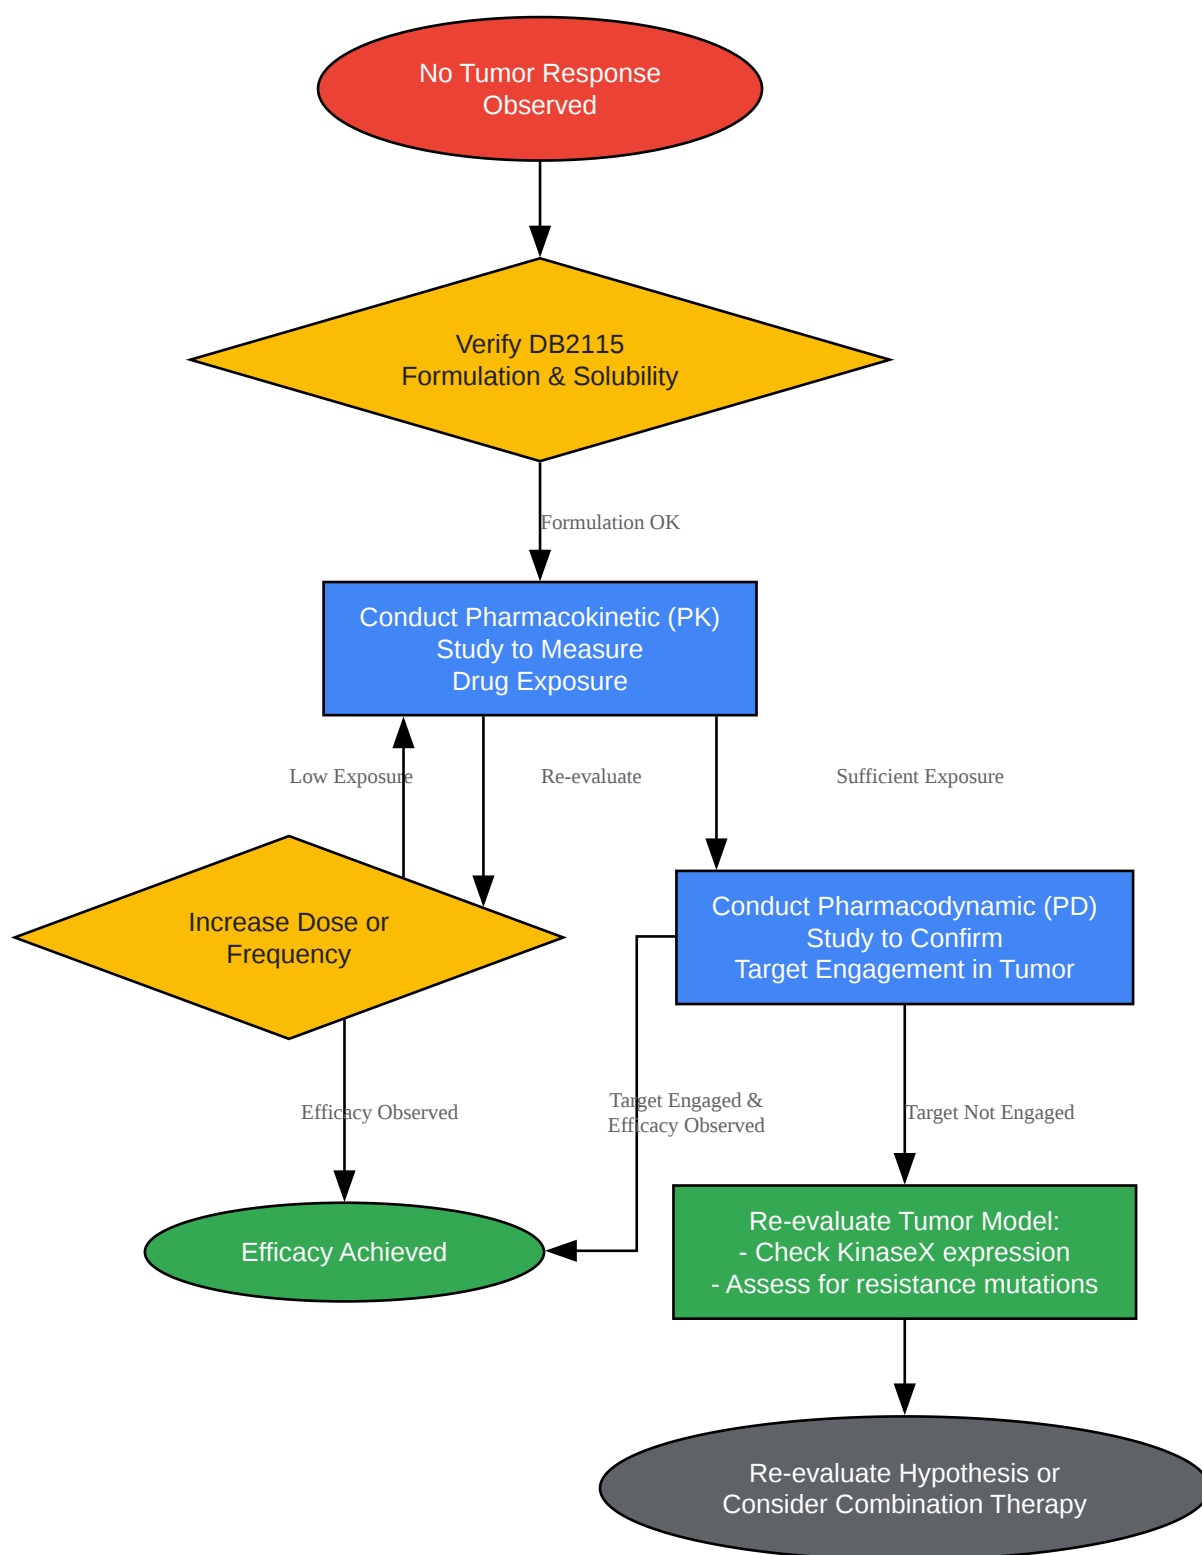 No Tumor Response
Observed
Verify DB2115
Formulation & Solubility
Formulation OK
Conduct Pharmacokinetic (PK)
Study to Measure
Drug Exposure
Low Exposure
Re-evaluate
Sufficient Exposure
Increase Dose or
Frequency
Conduct Pharmacodynamic (PD)
Study to Confirm
Target Engagement in Tumor
Efficacy Observed
Target Engaged &
Efficacy Observed
Target Not Engaged
Efficacy Achieved
Re-evaluate Tumor Model:
- Check KinaseX expression
- Assess for resistance mutations
Re-evaluate Hypothesis or
Consider Combination Therapy